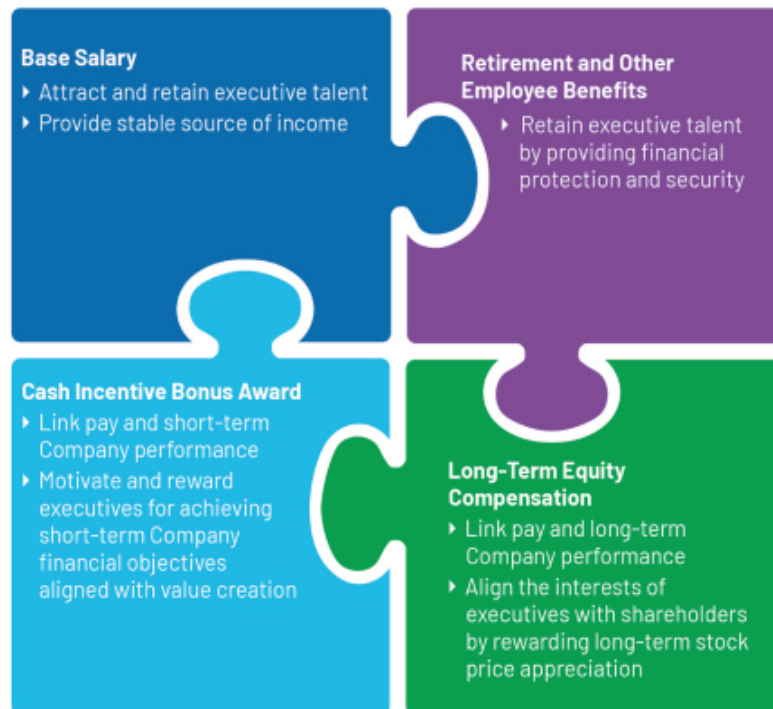 Base Salary
‣ Attract and retain executive talent
‣ Provide stable source of income
Retirement and Other
Employee Benefits
‣ Retain executive talent
by providing financial
protection and security
Cash Incentive Bonus Award
‣ Link pay and short-term
Company performance
‣ Motivate and reward
executives for achieving
short-term Company
financial objectives
aligned with value creation
Long-Term Equity
Compensation
‣ Link pay and long-term
Company performance
‣ Align the interests of
executives with shareholders
by rewarding long-term stock
price appreciation